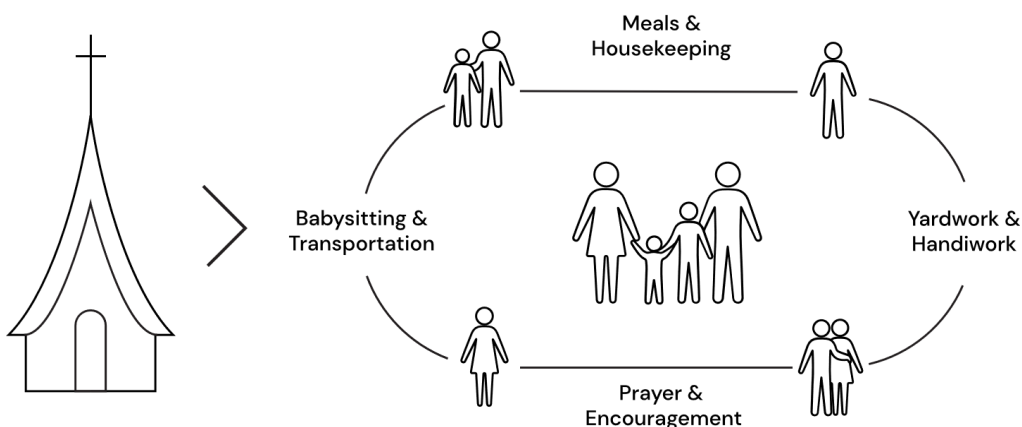 Meals &
Housekeeping
Babysitting &
Transportation
Yardwork &
Handiwork
Prayer &
Encouragement